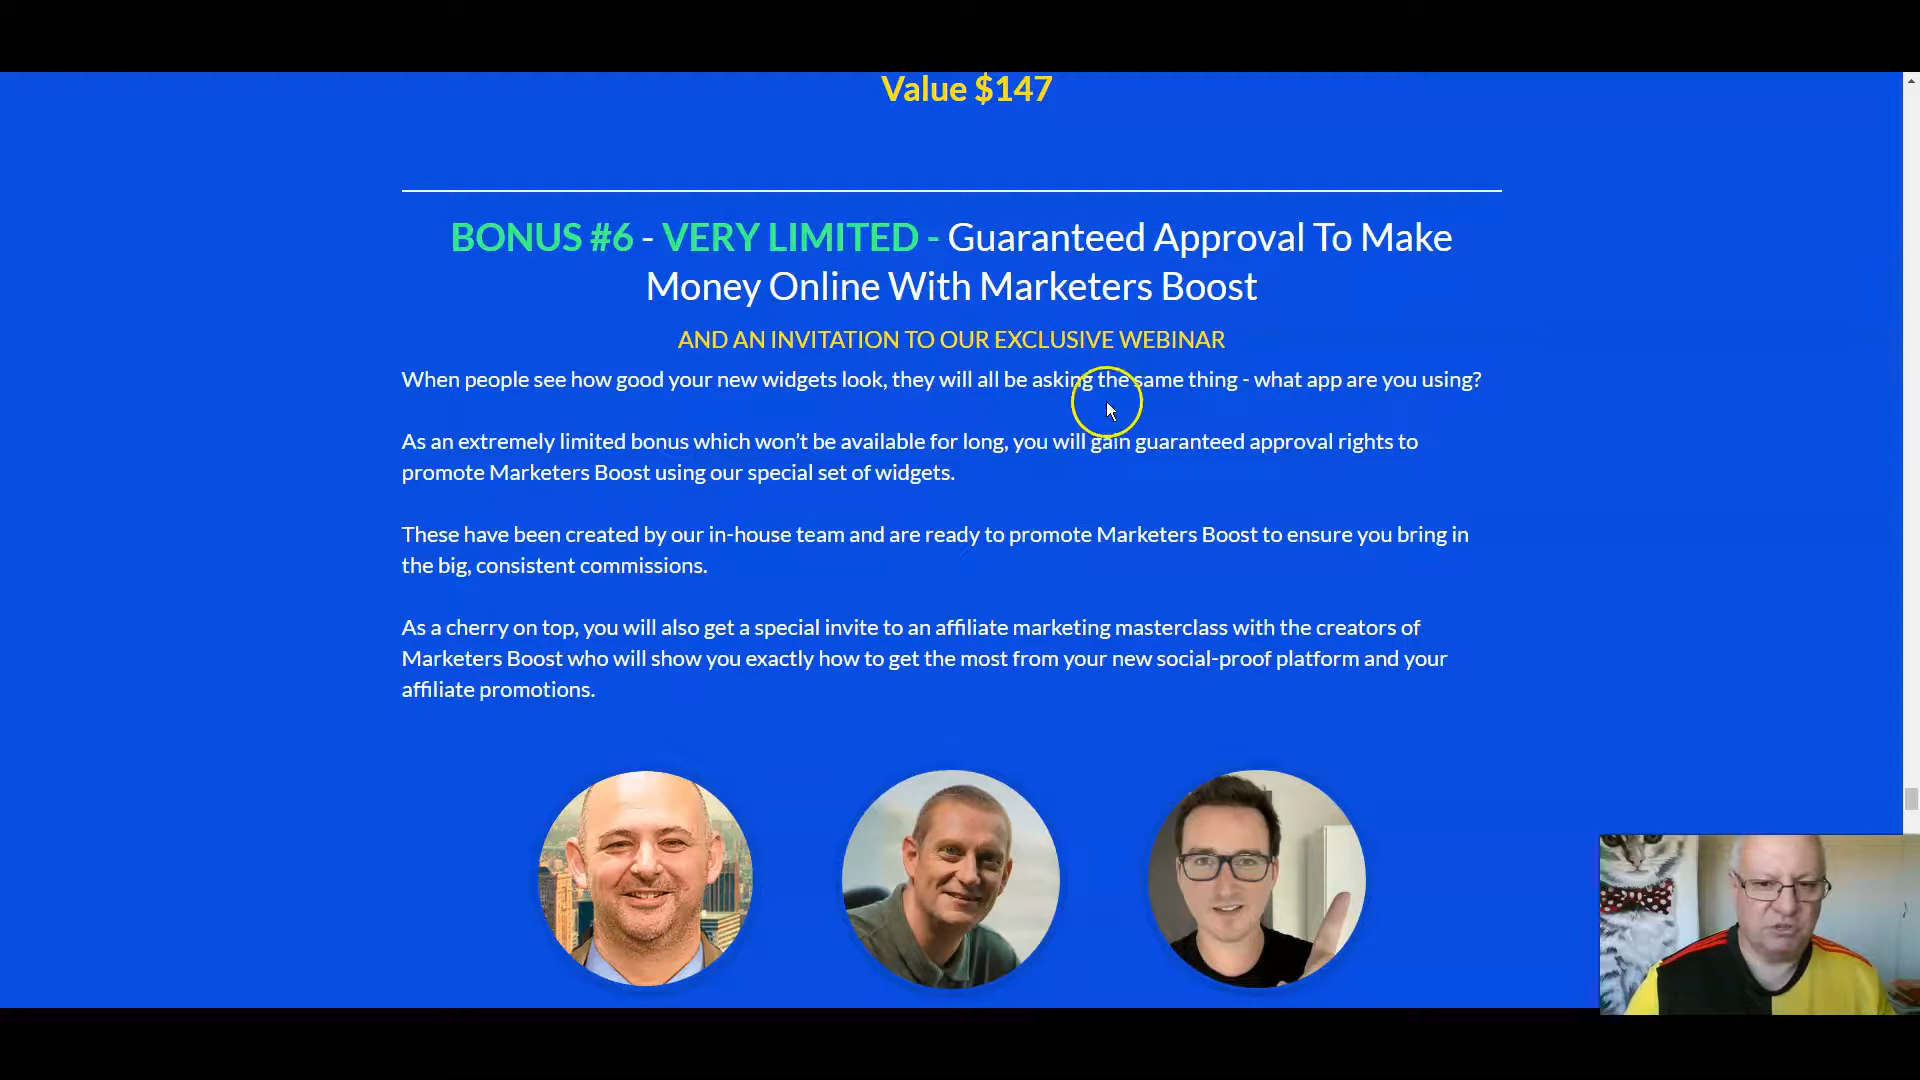 Value $147
BONUS #6 - VERY LIMITED - Guaranteed Approval To Make
Money Online With Marketers Boost
AND AN INVITATION TO OUR EXCLUSIVE WEBINAR
When people see how good your new widgets look, they will all be asking the same thing - what app are you using?
As an extremely limited bonus which won't be available for long, you will gain guaranteed approval rights to
promote Marketers Boost using our special set of widgets.
These have been created by our in-house team and are ready to promote Marketers Boost to ensure you bring in
the big, consistent commissions.
As a cherry on top, you will also get a special invite to an affiliate marketing masterclass with the creators of
Marketers Boost who will show you exactly how to get the most from your new social-proof platform and your
affiliate promotions.